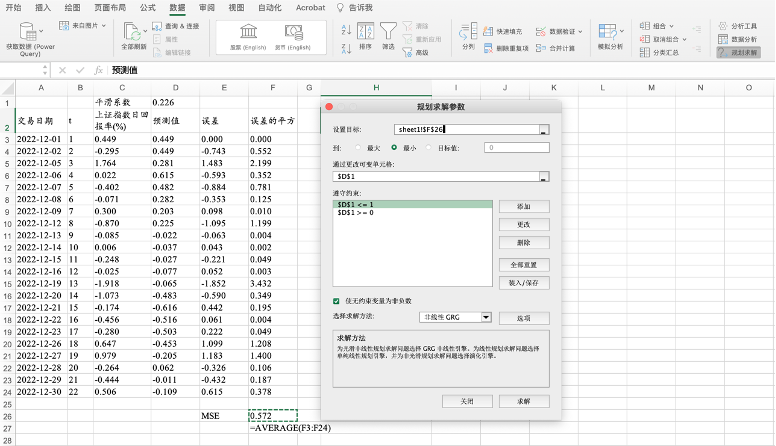 开始 插入 绘图 页面布局 公式 数据 审阅 视图 自动化 Acrobat 告诉我
获取数据 (Power Query)
来自图片
全部刷新
查询 & 连接
属性
编辑链接
股票 (English)
货币 (English)
排序
筛选
清除
重新应用
高级
分列
快速填充
删除重复项
数据验证
合并计算
模拟分析
组合
取消组合
分类汇总
分析工具
数据分析
规划求解
fx 预测值
A B C D E F G H I J K L M N O
1 平滑系数 0.226
2 交易日期 t 上证指数日回报率(%) 预测值 误差 误差的平方
3 2022-12-01 1 0.449 0.449 0.000 0.000
4 2022-12-02 2 -0.295 0.449 -0.743 0.552
5 2022-12-05 3 1.764 0.281 1.483 2.199
6 2022-12-06 4 0.022 0.615 -0.593 0.352
7 2022-12-07 5 -0.402 0.482 -0.884 0.781
8 2022-12-08 6 -0.071 0.282 -0.353 0.125
9 2022-12-09 7 0.300 0.203 0.098 0.010
10 2022-12-12 8 -0.870 0.225 -1.095 1.199
11 2022-12-13 9 -0.085 -0.022 -0.063 0.004
12 2022-12-14 10 0.006 -0.037 0.043 0.002
13 2022-12-15 11 -0.248 -0.027 -0.221 0.049
14 2022-12-16 12 -0.025 -0.077 0.052 0.003
15 2022-12-19 13 -1.918 -0.065 -1.852 3.432
16 2022-12-20 14 -1.073 -0.483 -0.590 0.349
17 2022-12-21 15 -0.174 -0.616 0.442 0.195
18 2022-12-22 16 -0.456 -0.516 0.061 0.004
19 2022-12-23 17 -0.280 -0.503 0.222 0.049
20 2022-12-26 18 0.647 -0.453 1.099 1.208
21 2022-12-27 19 0.979 -0.205 1.183 1.400
22 2022-12-28 20 -0.264 0.062 -0.326 0.106
23 2022-12-29 21 -0.444 -0.011 -0.432 0.187
24 2022-12-30 22 0.506 -0.109 0.615 0.378
25
26 MSE 0.572
27 =AVERAGE(F3:F24)
28
规划求解参数
设置目标: sheet1!$F$26
到: 最大 最小 目标值: 0
通过更改可变单元格:
$D$1
遵守约束:
$D$1 <= 1
$D$1 >= 0
添加
更改
删除
全部重置
装入/保存
使无约束变量为非负数
选择求解方法: 非线性 GRG 选项
求解方法
为光滑非线性规划求解问题选择 GRG 非线性引擎。为线性规划求解问题选择
单纯线性规划引擎，并为非光滑规划求解问题选择演化引擎。
关闭 求解